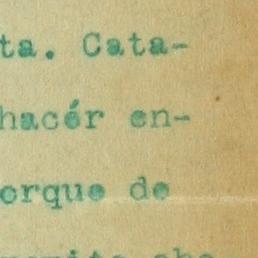 ta. Cata-
hacér en-
orque de